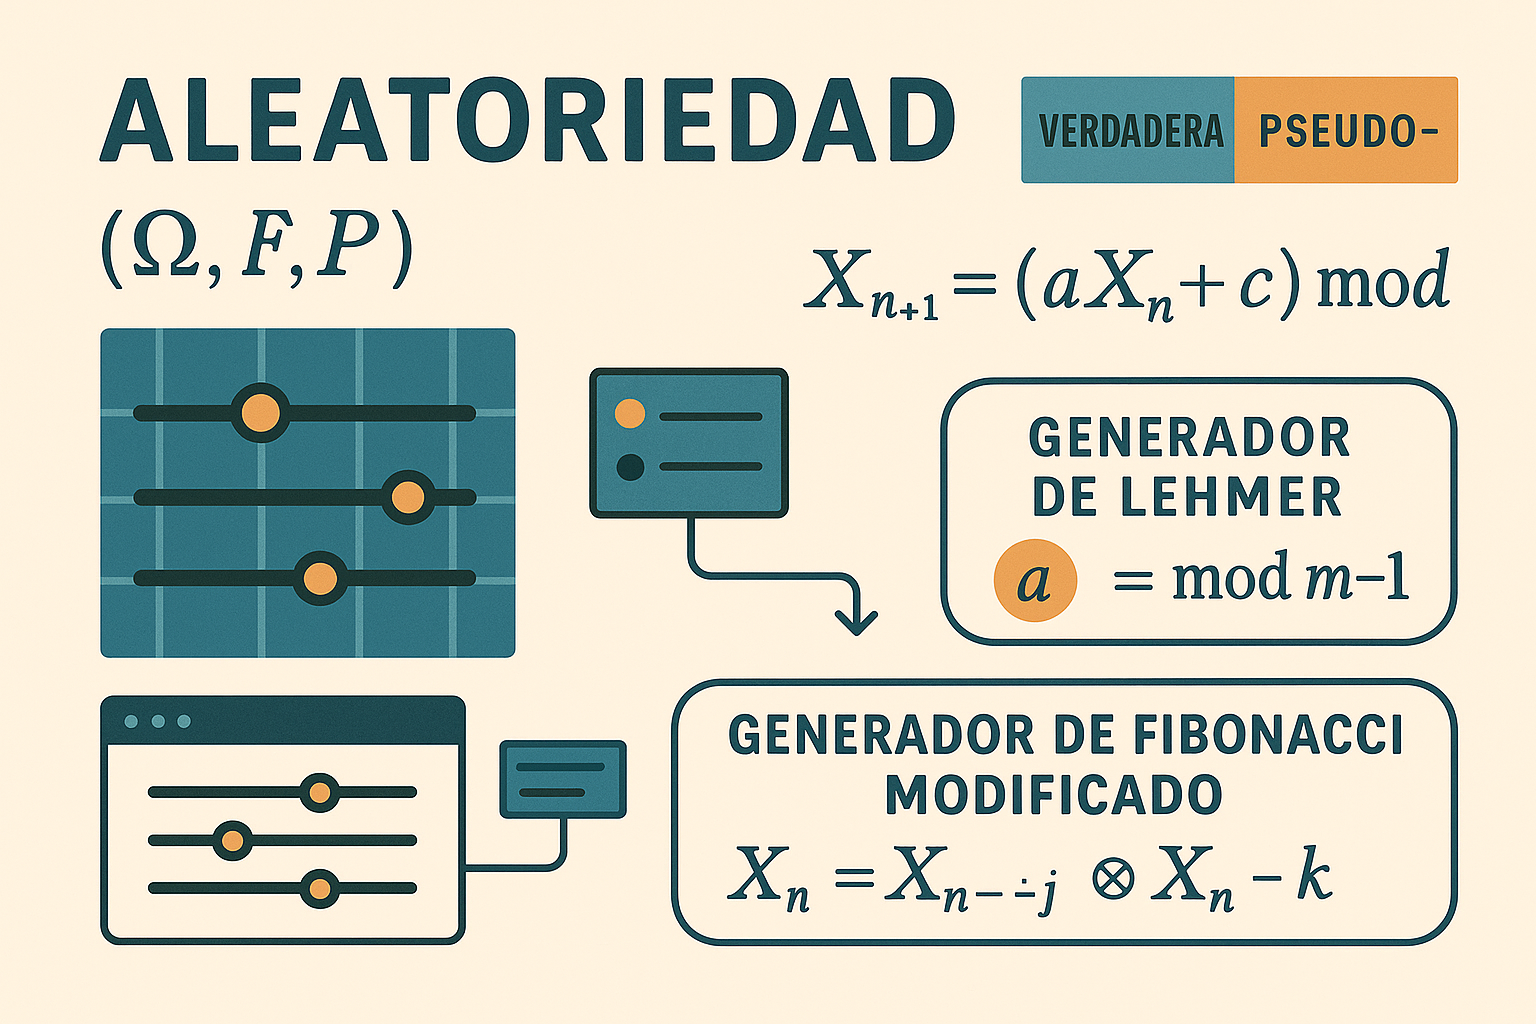 ALEATORIEDAD
VERDADERA PSEUDO-
(Ω, F, P)
Xₙ₊₁ = (aXₙ + c) mod
GENERADOR
DE LEHMER
a = mod m−1
GENERADOR DE FIBONACCI
MODIFICADO
Xₙ = Xₙ₋ ∸j ⊗ Xₙ − k